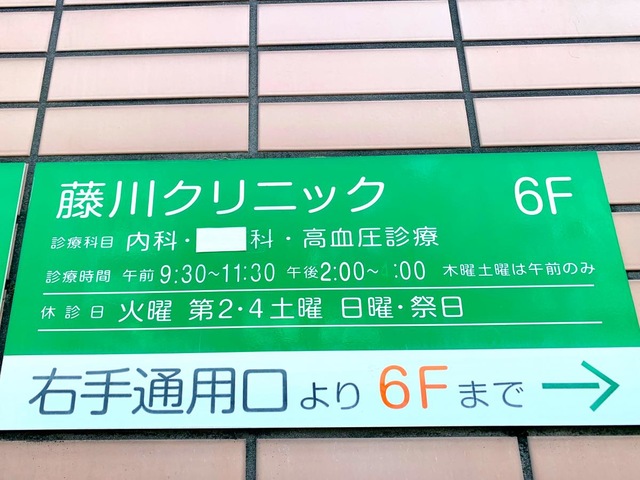 藤川クリニック 6F
診療科目 内科・科・高血圧診療
診療時間 午前9:30~11:30 午後2:00~ :00 木曜土曜は午前のみ
休診日 火曜 第2・4土曜 日曜・祭日
右手通用口より6Fまで→